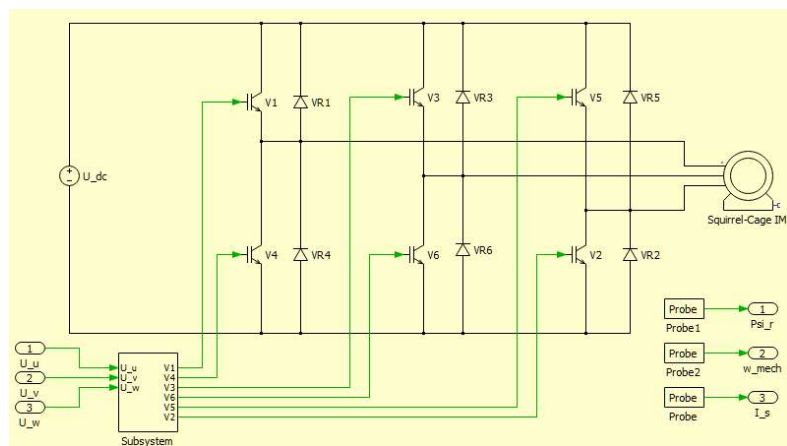 V1
VR1
V3
VR3
V5
VR5
U_dc
Squirrel-Cage IM
V4
VR4
V6
VR6
V2
VR2
Probe
Probe1
1
Psi_r
Probe
Probe2
2
w_mech
Probe
Probe
3
I_s
1
U_u
2
U_v
3
U_w
U_u
U_v
U_w
V1
V4
V3
V6
V5
V2
Subsystem